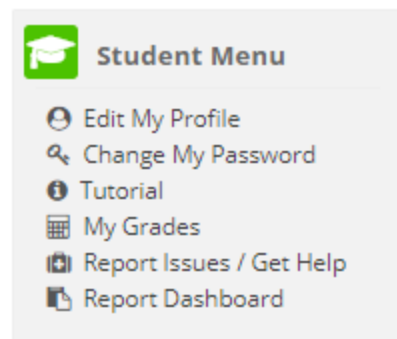 Student Menu
Edit My Profile
Change My Password
Tutorial
My Grades
Report Issues / Get Help
Report Dashboard